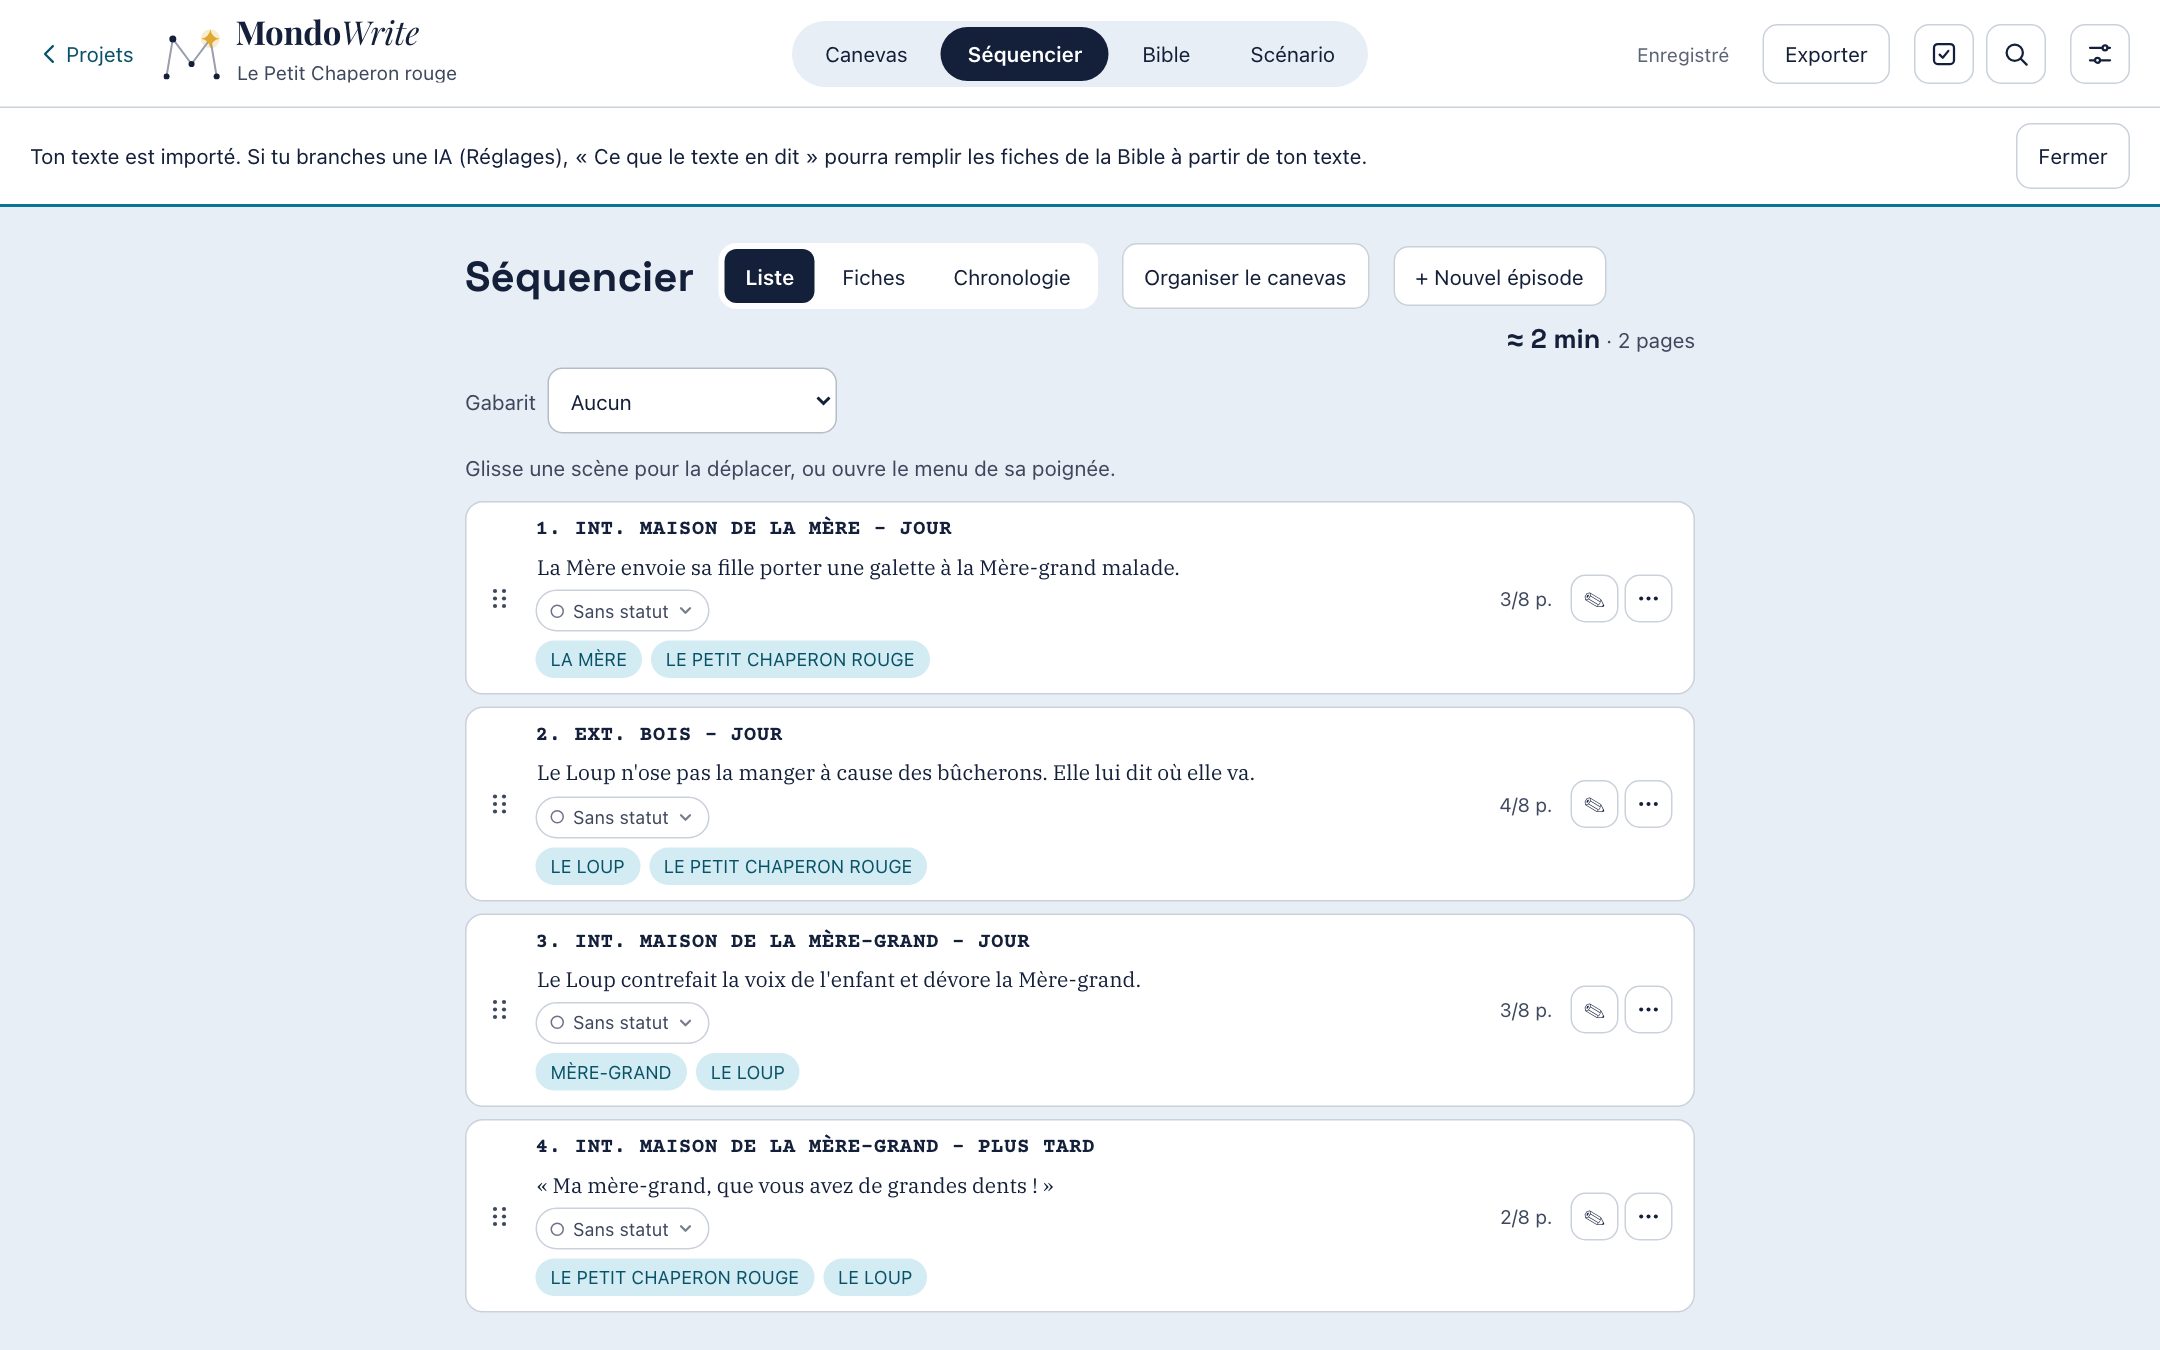 Projets
MondoWrite
Le Petit Chaperon rouge
Canevas
Séquencier
Bible
Scénario
Enregistré
Exporter
Ton texte est importé. Si tu branches une IA (Réglages), « Ce que le texte en dit » pourra remplir les fiches de la Bible à partir de ton texte.
Fermer
Séquencier
Liste
Fiches
Chronologie
Organiser le canevas
+ Nouvel épisode
≈ 2 min · 2 pages
Gabarit
Aucun
Glisse une scène pour la déplacer, ou ouvre le menu de sa poignée.
1. INT. MAISON DE LA MÈRE - JOUR
La Mère envoie sa fille porter une galette à la Mère-grand malade.
Sans statut
3/8 p.
LA MÈRE
LE PETIT CHAPERON ROUGE
2. EXT. BOIS - JOUR
Le Loup n'ose pas la manger à cause des bûcherons. Elle lui dit où elle va.
Sans statut
4/8 p.
LE LOUP
LE PETIT CHAPERON ROUGE
3. INT. MAISON DE LA MÈRE-GRAND - JOUR
Le Loup contrefait la voix de l'enfant et dévore la Mère-grand.
Sans statut
3/8 p.
MÈRE-GRAND
LE LOUP
4. INT. MAISON DE LA MÈRE-GRAND - PLUS TARD
« Ma mère-grand, que vous avez de grandes dents ! »
Sans statut
2/8 p.
LE PETIT CHAPERON ROUGE
LE LOUP